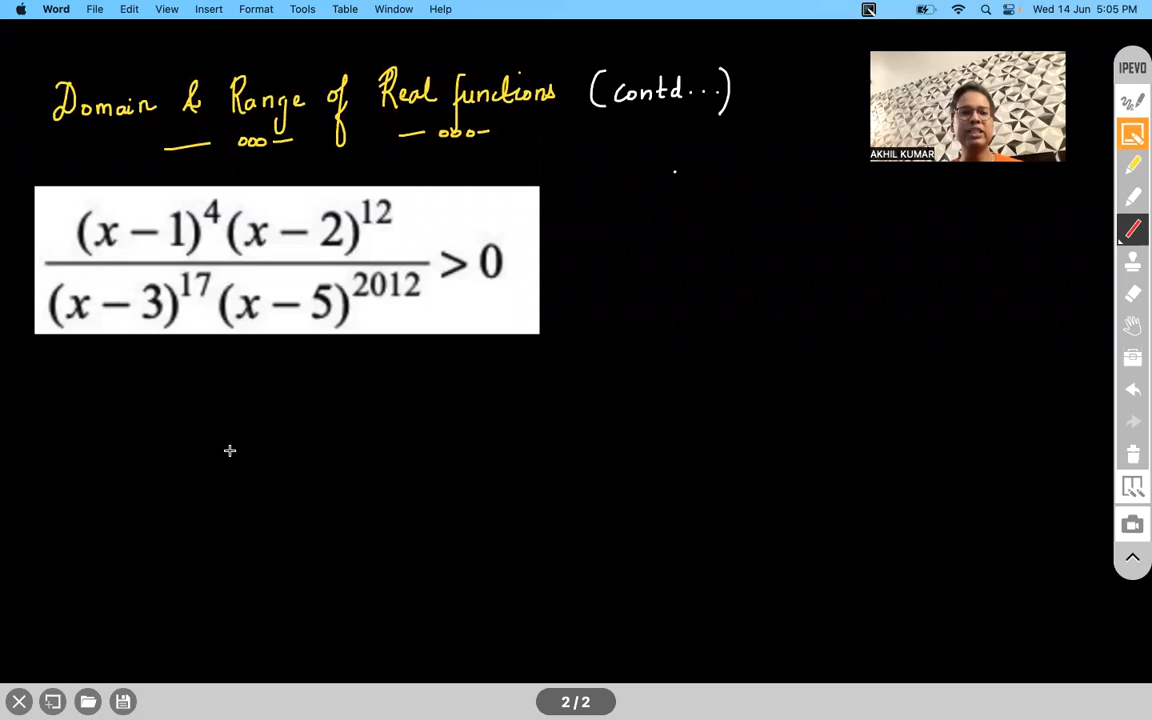 Word File Edit View Insert Format Tools Table Window Help Wed 14 Jun 5:05 PM
IPEVO
Domain & Range of Real functions (contd...)
AKHIL KUMAR
(x – 1)^4 (x – 2)^12
(x – 3)^17 (x – 5)^2012 > 0
2/2